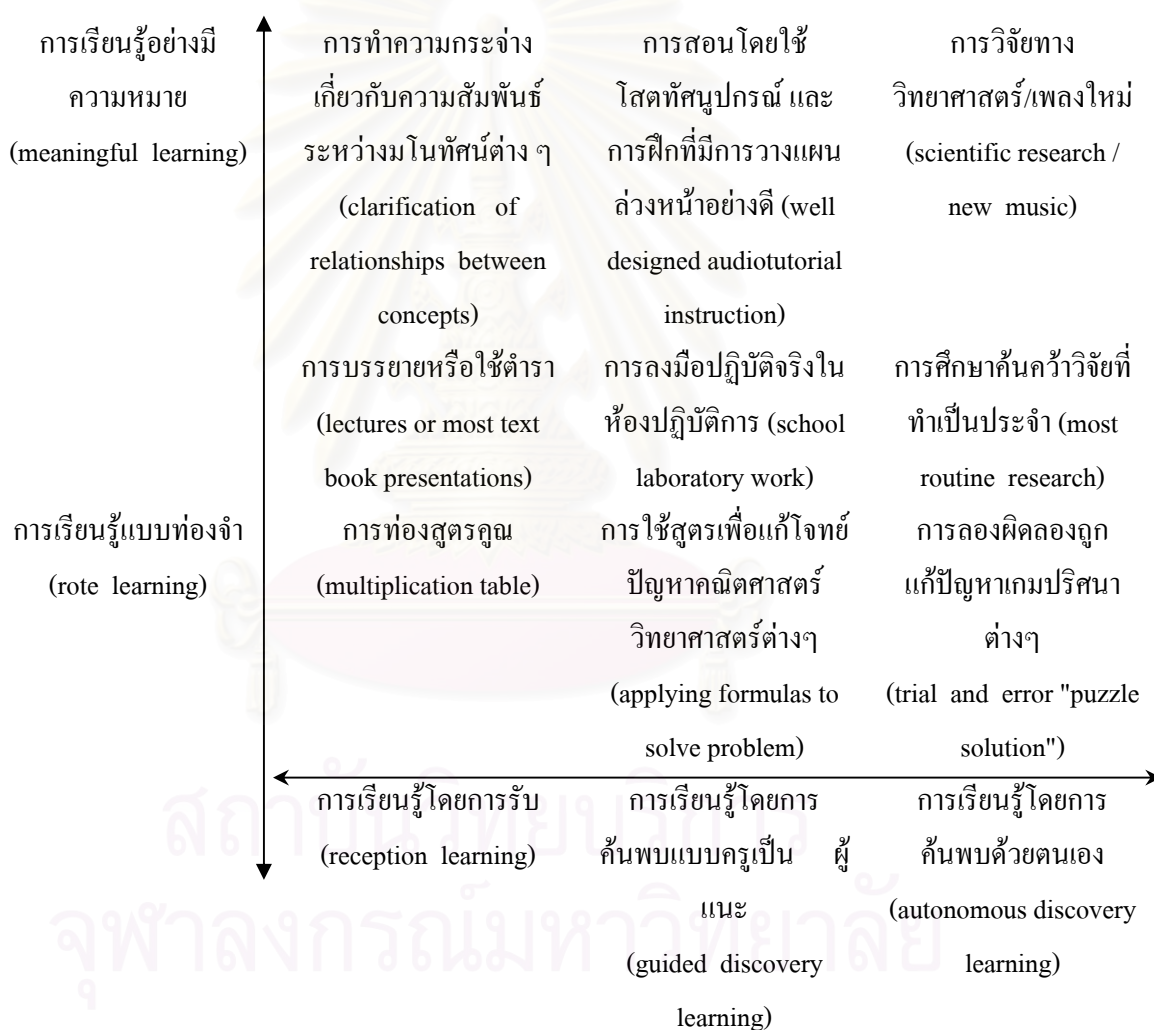 การเรียนรู้อย่างมี
ความหมาย
(meaningful learning)
การทำความกระจ่าง
เกี่ยวกับความสัมพันธ์
ระหว่างมโนทัศน์ต่าง ๆ
(clarification of
relationships between
concepts)
การสอนโดยใช้
โสตทัศนูปกรณ์ และ
การฝึกที่มีการวางแผน
ล่วงหน้าอย่างดี (well
designed audiotutorial
instruction)
การวิจัยทาง
วิทยาศาสตร์/เพลงใหม่
(scientific research /
new music)
การบรรยายหรือใช้ตำรา
(lectures or most text
book presentations)
การลงมือปฏิบัติจริงใน
ห้องปฏิบัติการ (school
laboratory work)
การศึกษาค้นคว้าวิจัยที่
ทำเป็นประจำ (most
routine research)
การเรียนรู้แบบท่องจำ
(rote learning)
การท่องสูตรคูณ
(multiplication table)
การใช้สูตรเพื่อแก้โจทย์
ปัญหาคณิตศาสตร์
วิทยาศาสตร์ต่างๆ
(applying formulas to
solve problem)
การลองผิดลองถูก
แก้ปัญหาเกมปริศนา
ต่างๆ
(trial and error "puzzle
solution")
การเรียนรู้โดยการรับ
(reception learning)
การเรียนรู้โดยการ
ค้นพบแบบครูเป็น ผู้
แนะ
(guided discovery
learning)
การเรียนรู้โดยการ
ค้นพบด้วยตนเอง
(autonomous discovery
learning)
สถาบันวิทยบริการ
จุฬาลงกรณ์มหาวิทยาลัย